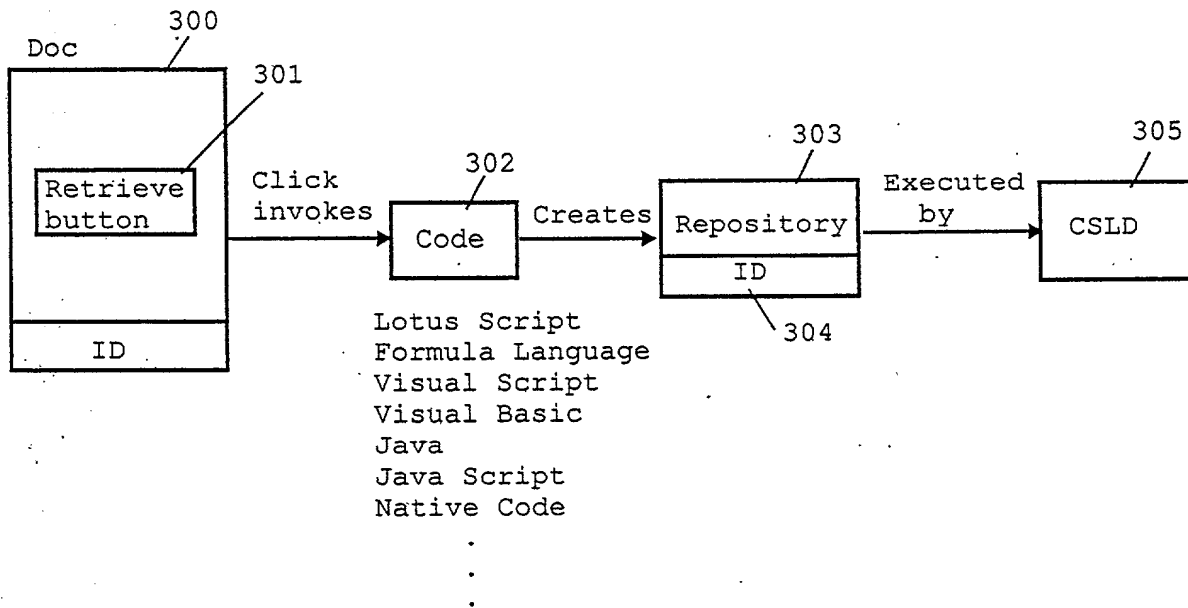 300
Doc
301
Retrieve
button
ID
Click
invokes
302
Code
Lotus Script
Formula Language
Visual Script
Visual Basic
Java
Java Script
Native Code
.
.
.
Creates
303
Repository
ID
304
Executed
by
305
CSLD